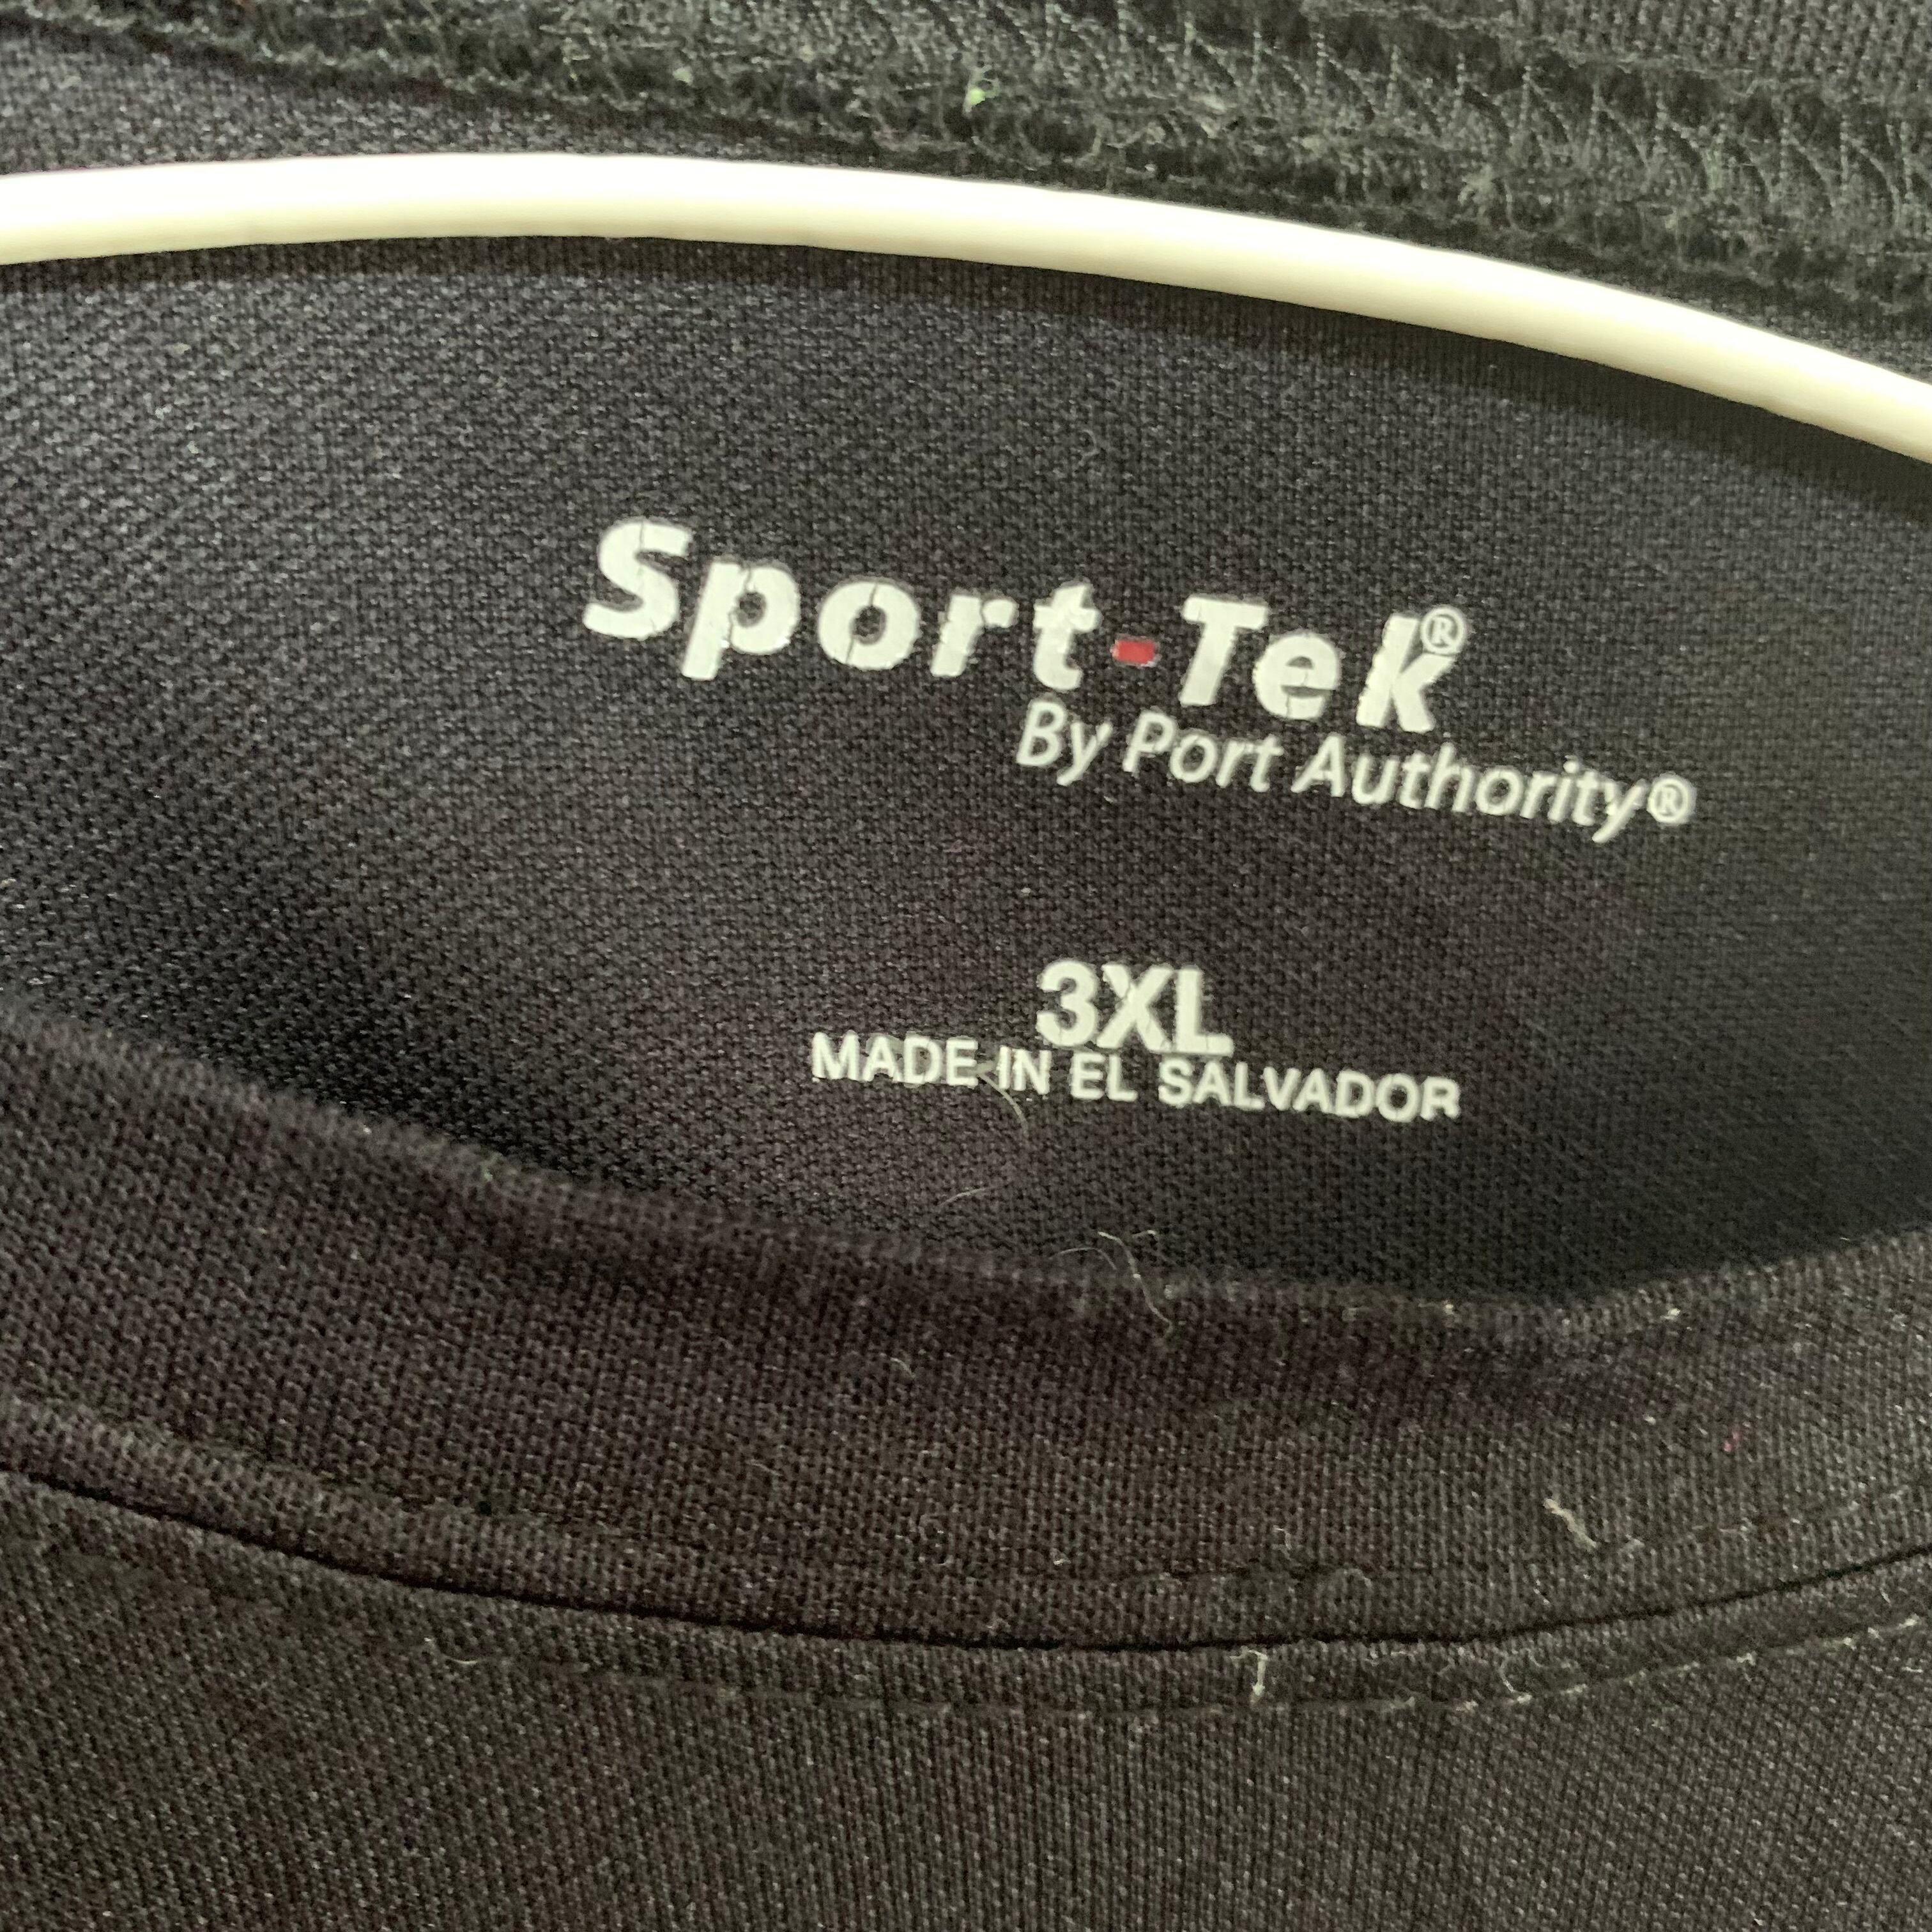 Sport-Tek®
By Port Authority®
3XL
MADE IN EL SALVADOR